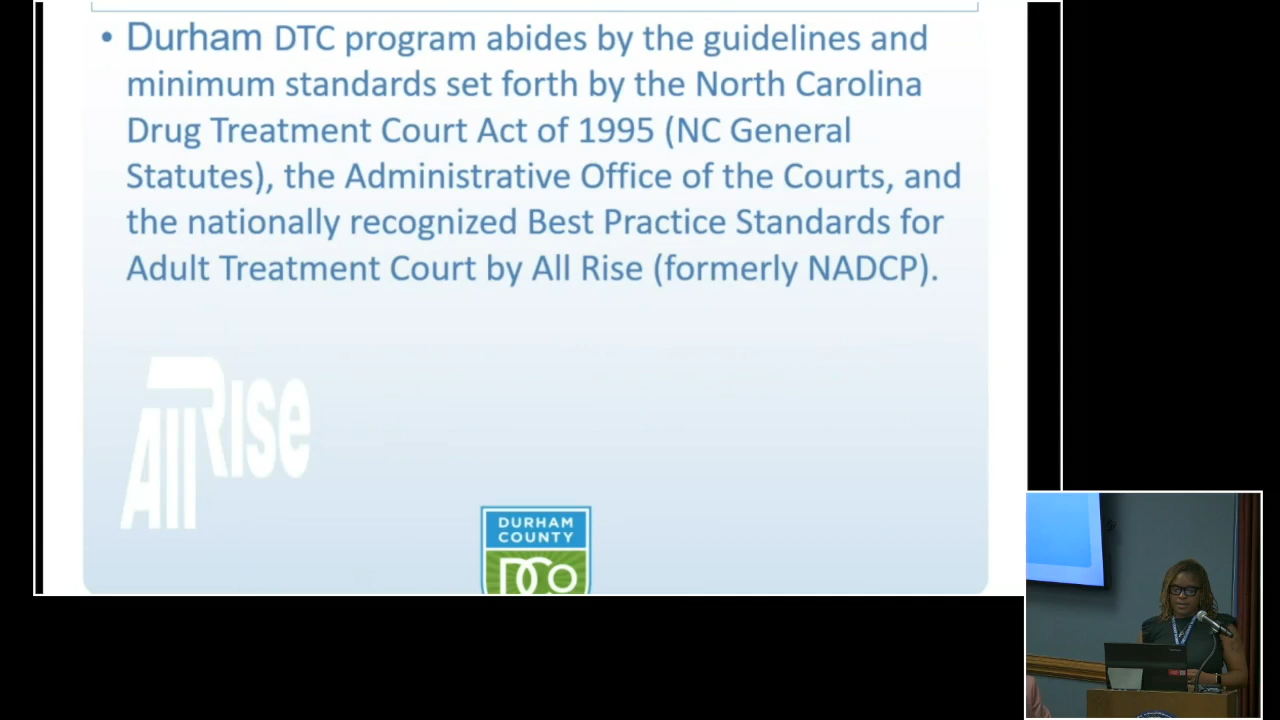 • Durham DTC program abides by the guidelines and
minimum standards set forth by the North Carolina
Drug Treatment Court Act of 1995 (NC General
Statutes), the Administrative Office of the Courts, and
the nationally recognized Best Practice Standards for
Adult Treatment Court by All Rise (formerly NADCP).
All Rise
DURHAM
COUNTY
DCo